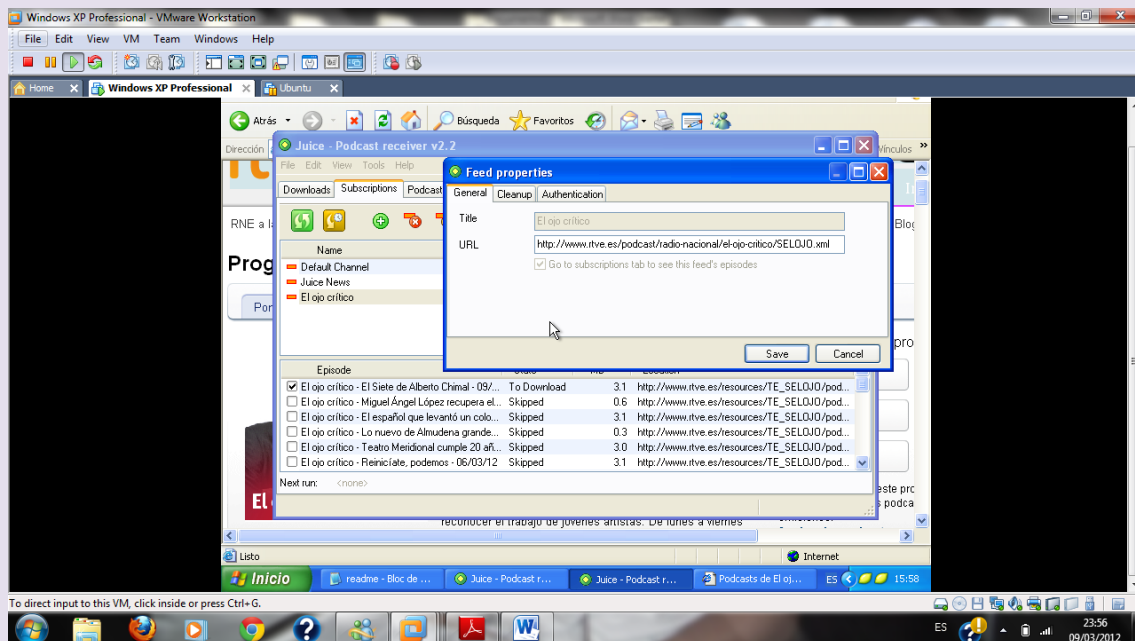 Windows XP Professional - VMware Workstation
File Edit View VM Team Windows Help
Home Windows XP Professional Ubuntu
Atrás Búsqueda Favoritos
Dirección Vínculos
Juice - Podcast receiver v2.2
File Edit View Tools Help
Downloads Subscriptions Podcast
Feed properties
General Cleanup Authentication
Title El ojo crítico
URL http://www.rtve.es/podcast/radio-nacional/el-ojo-critico/SELOJO.xml
Go to subscriptions tab to see this feed's episodes
Save Cancel
RNE a la
Blog
Prog
Por
Name
Default Channel
Juice News
El ojo crítico
pro
Episode State MB Location
El ojo crítico - El Siete de Alberto Chimal - 09/... To Download 3.1 http://www.rtve.es/resources/TE_SELOJO/pod...
El ojo crítico - Miguel Ángel López recupera el... Skipped 0.6 http://www.rtve.es/resources/TE_SELOJO/pod...
El ojo crítico - El español que levantó un colo... Skipped 3.1 http://www.rtve.es/resources/TE_SELOJO/pod...
El ojo crítico - Lo nuevo de Almudena grande... Skipped 0.3 http://www.rtve.es/resources/TE_SELOJO/pod...
El ojo crítico - Teatro Meridional cumple 20 añ... Skipped 3.0 http://www.rtve.es/resources/TE_SELOJO/pod...
El ojo crítico - Reinicíate, podemos - 06/03/12 Skipped 3.1 http://www.rtve.es/resources/TE_SELOJO/pod...
Next run: <none>
El
este pro
podca
reconocer el trabajo de jóvenes artistas. De lunes a viernes
Listo Internet
Inicio readme - Bloc de ... Juice - Podcast r... Juice - Podcast r... Podcasts de El oj... ES 15:58
To direct input to this VM, click inside or press Ctrl+G.
ES 23:56
09/03/2012